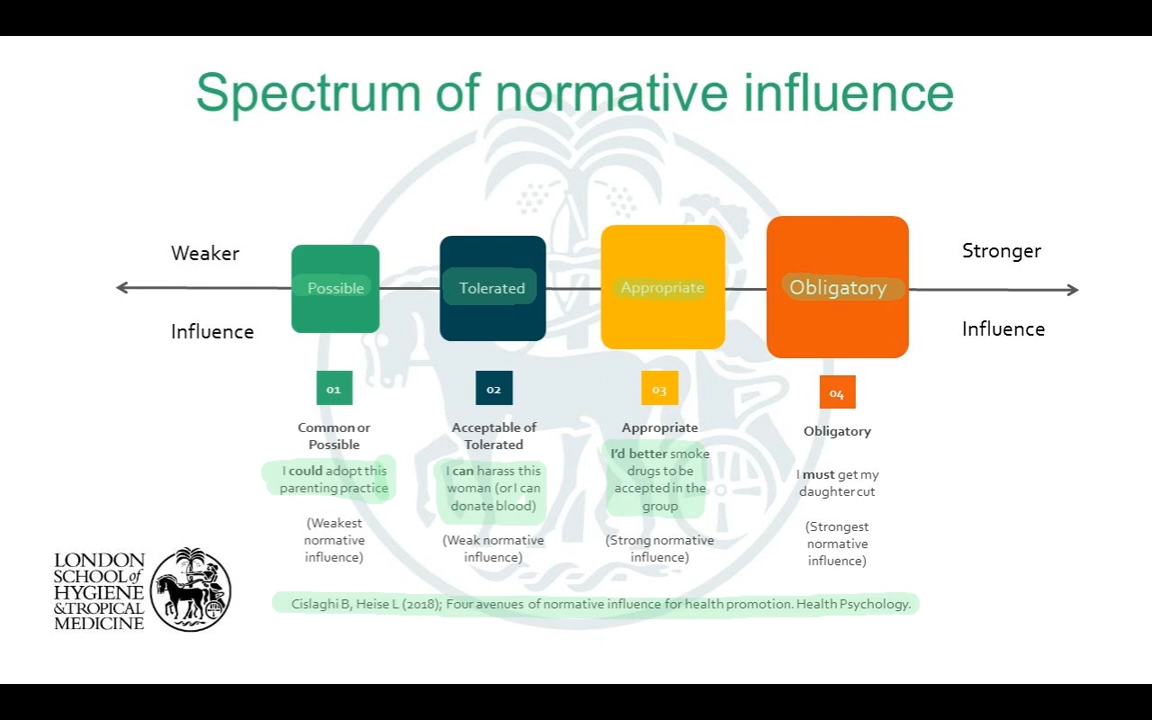 Spectrum of normative influence
Weaker
Influence
Possible
Tolerated
Appropriate
Obligatory
Stronger
Influence
01
Common or
Possible
I could adopt this
parenting practice
(Weakest
normative
influence)
02
Acceptable of
Tolerated
I can harass this
woman (or I can
donate blood)
(Weak normative
influence)
03
Appropriate
I'd better smoke
drugs to be
accepted in the
group
(Strong normative
influence)
04
Obligatory
I must get my
daughter cut
(Strongest
normative
influence)
LONDON
SCHOOL of
HYGIENE
&TROPICAL
MEDICINE
Cislaghi B, Heise L (2018); Four avenues of normative influence for health promotion. Health Psychology.